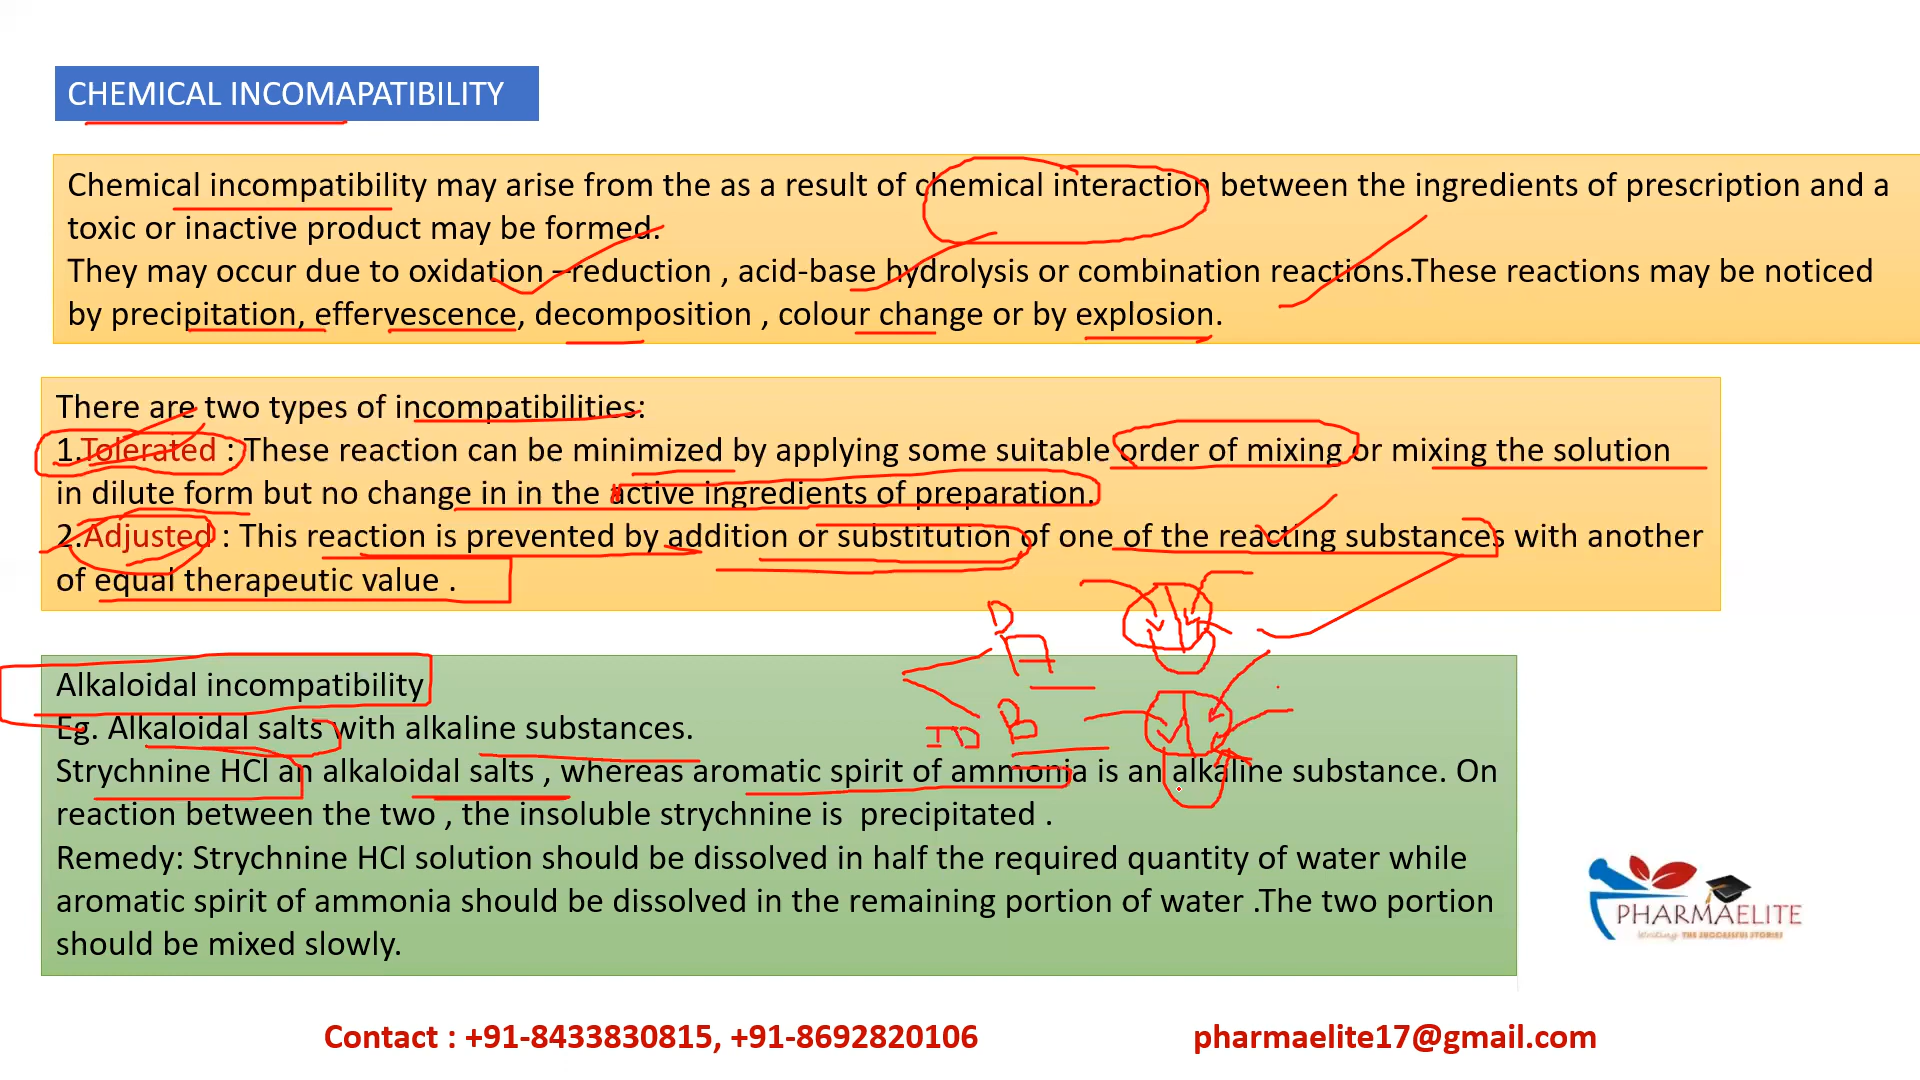 CHEMICAL INCOMAPATIBILITY
Chemical incompatibility may arise from the as a result of chemical interaction between the ingredients of prescription and a
toxic or inactive product may be formed.
They may occur due to oxidation –reduction , acid-base hydrolysis or combination reactions.These reactions may be noticed
by precipitation, effervescence, decomposition , colour change or by explosion.
There are two types of incompatibilities:
1.Tolerated : These reaction can be minimized by applying some suitable order of mixing or mixing the solution
in dilute form but no change in in the active ingredients of preparation.
2.Adjusted : This reaction is prevented by addition or substitution of one of the reacting substances with another
of equal therapeutic value .
Alkaloidal incompatibility
Eg. Alkaloidal salts with alkaline substances.
Strychnine HCl an alkaloidal salts , whereas aromatic spirit of ammonia is an alkaline substance. On
reaction between the two , the insoluble strychnine is precipitated .
Remedy: Strychnine HCl solution should be dissolved in half the required quantity of water while
aromatic spirit of ammonia should be dissolved in the remaining portion of water .The two portion
should be mixed slowly.
PHARMAELITE
Writing THE SUCCESSFUL STORIES
Contact : +91-8433830815, +91-8692820106
pharmaelite17@gmail.com